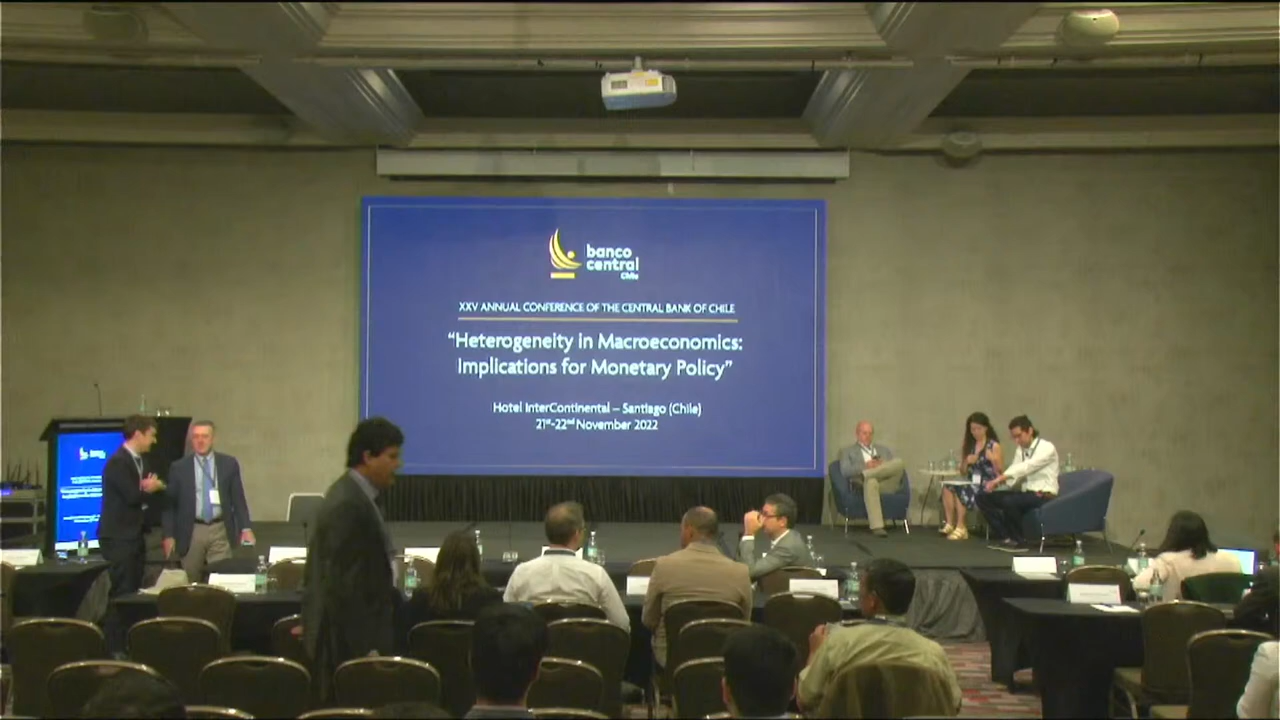 banco
central
Chile
XXV ANNUAL CONFERENCE OF THE CENTRAL BANK OF CHILE
“Heterogeneity in Macroeconomics:
Implications for Monetary Policy”
Hotel InterContinental – Santiago (Chile)
21st-22nd November 2022